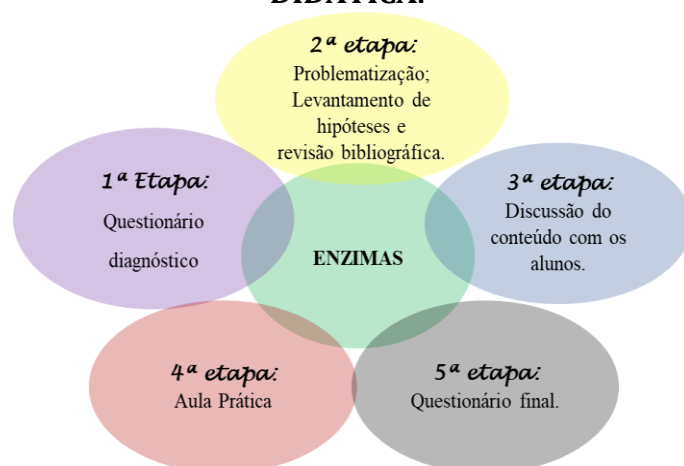 DIDÁTICA.
1ª Etapa:
Questionário
diagnóstico
2ª etapa:
Problematização;
Levantamento de
hipóteses e
revisão bibliográfica.
3ª etapa:
Discussão do
conteúdo com os
alunos.
ENZIMAS
4ª etapa:
Aula Prática
5ª etapa:
Questionário final.